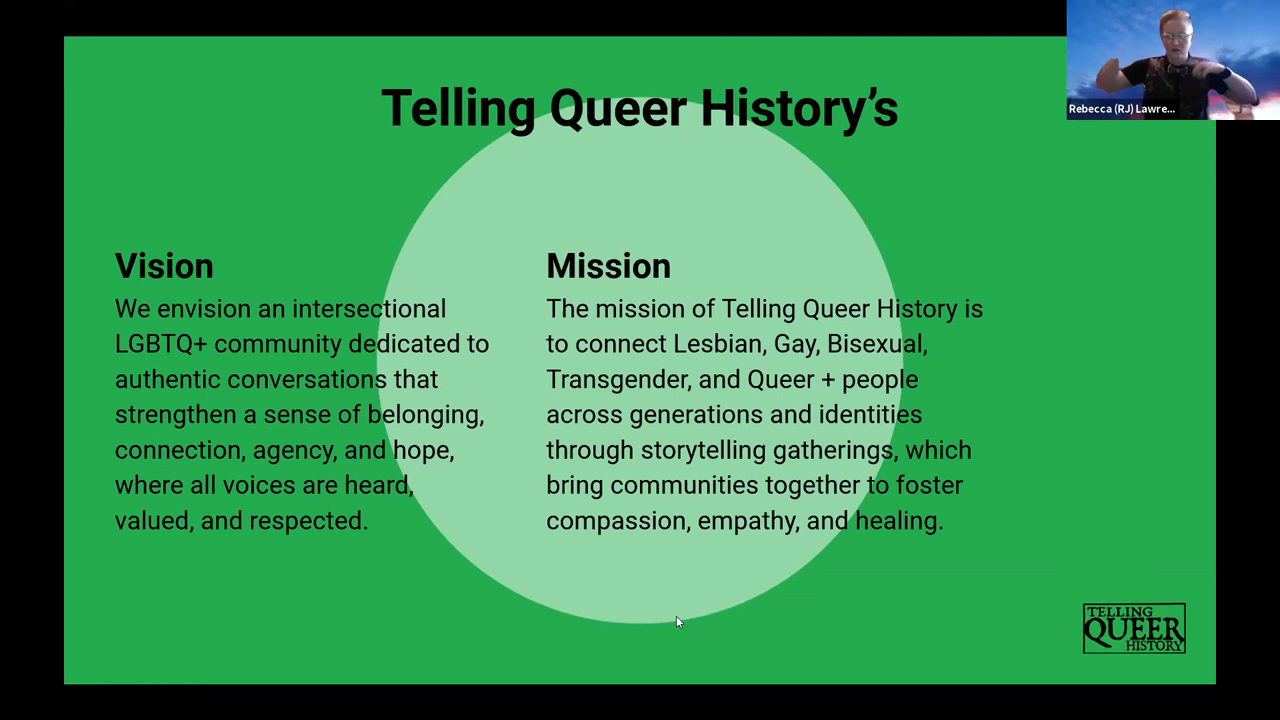 Telling Queer History's
Rebecca (RJ) Lawre...
Vision
We envision an intersectional
LGBTQ+ community dedicated to
authentic conversations that
strengthen a sense of belonging,
connection, agency, and hope,
where all voices are heard,
valued, and respected.
Mission
The mission of Telling Queer History is
to connect Lesbian, Gay, Bisexual,
Transgender, and Queer + people
across generations and identities
through storytelling gatherings, which
bring communities together to foster
compassion, empathy, and healing.
TELLING
QUEER
HISTORY